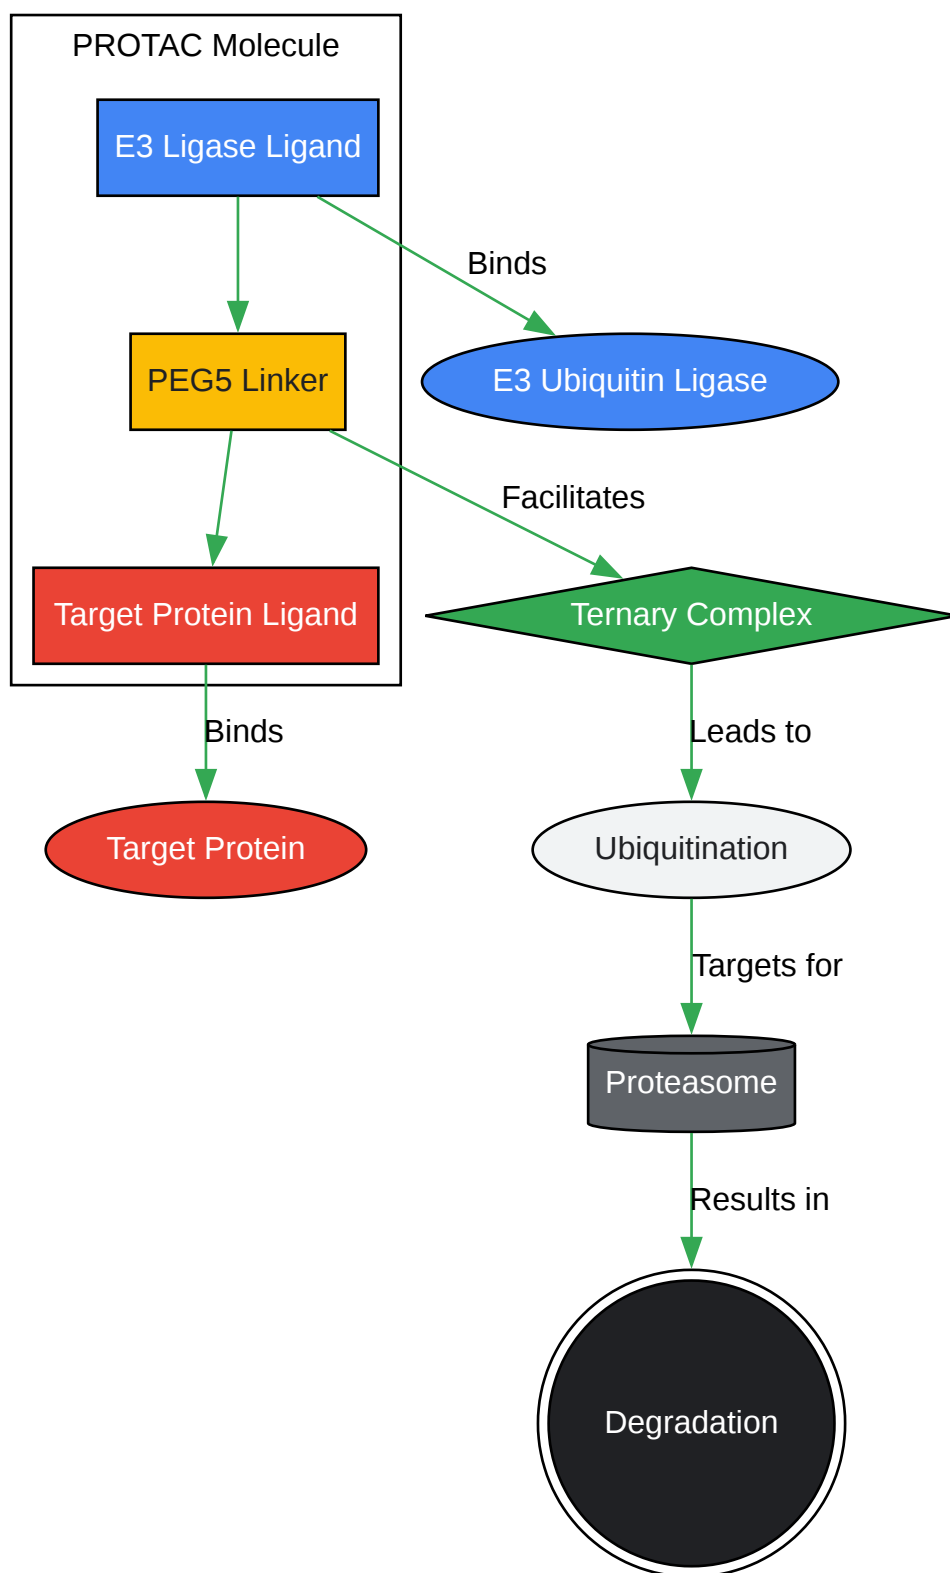 PROTAC Molecule
E3 Ligase Ligand
Binds
PEG5 Linker
E3 Ubiquitin Ligase
Facilitates
Target Protein Ligand
Ternary Complex
Binds
Leads to
Target Protein
Ubiquitination
Targets for
Proteasome
Results in
Degradation